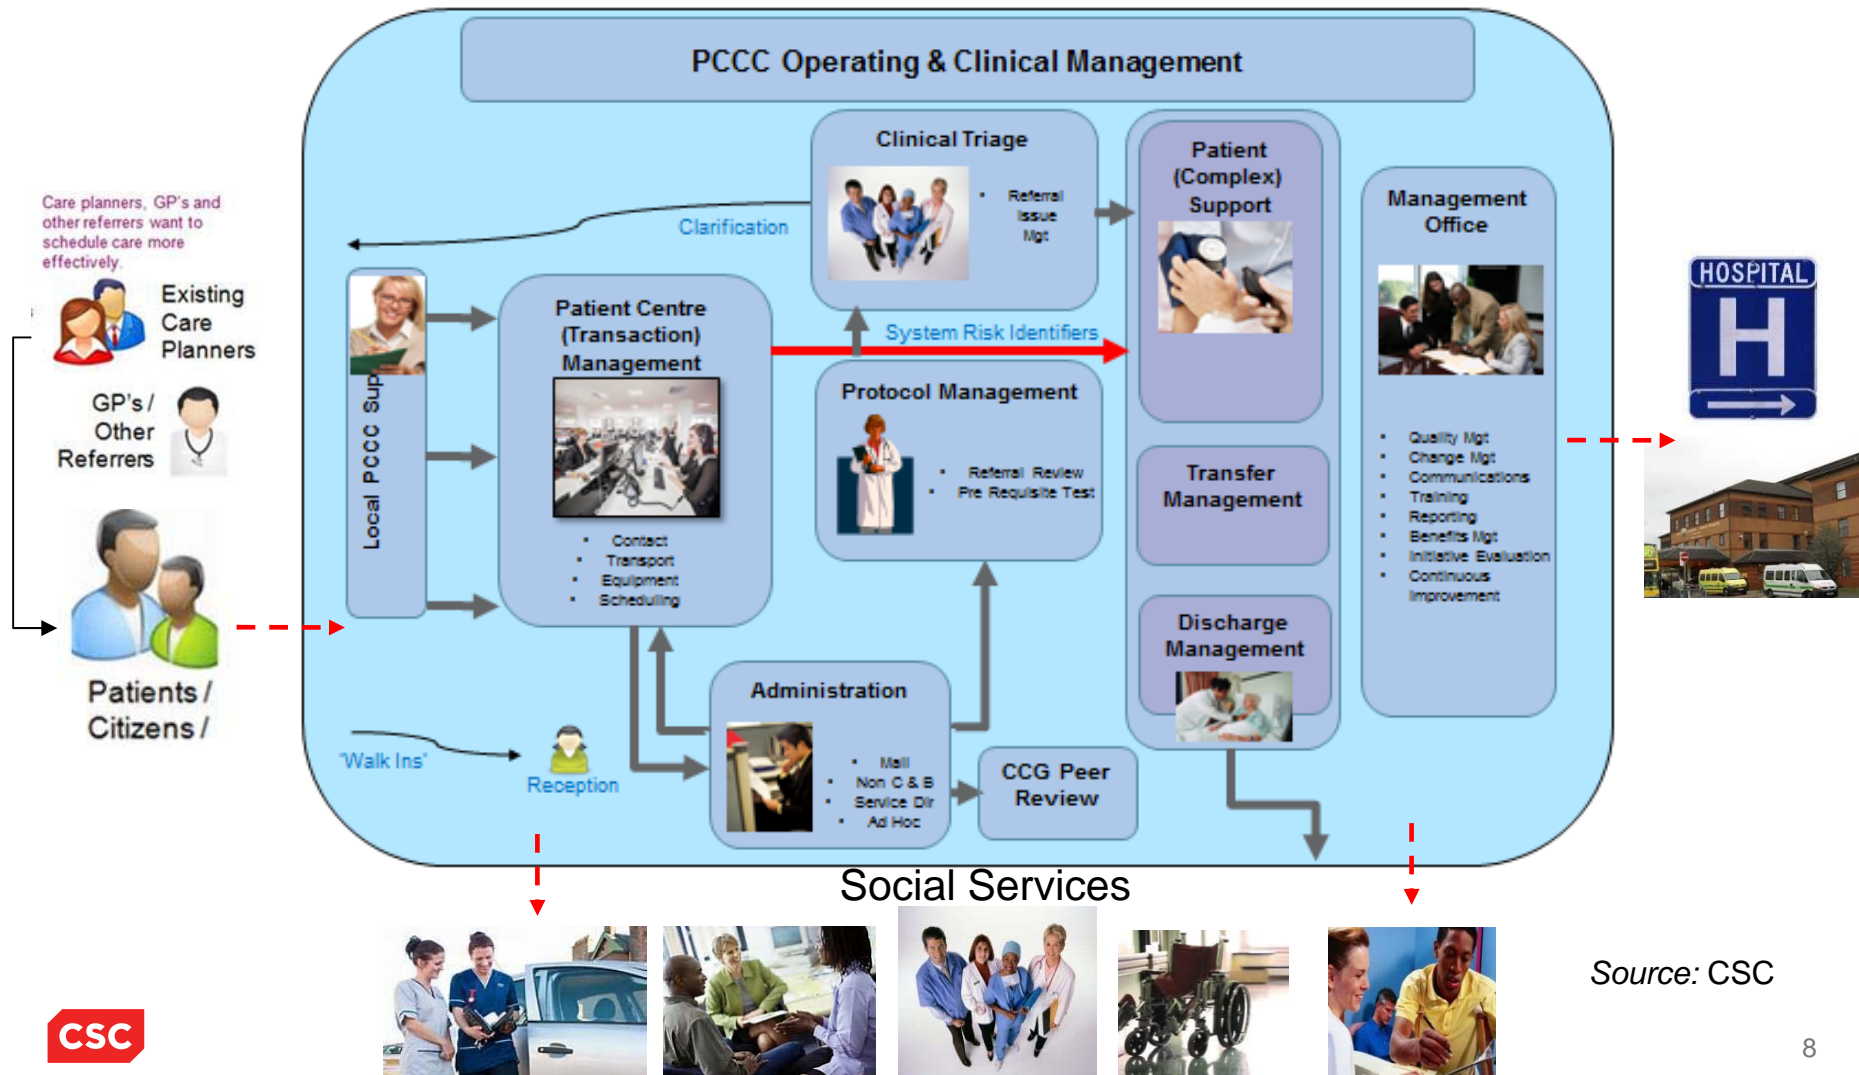 PCCC Operating & Clinical Management
Care planners, GP's and
other referrers want to
schedule care more
effectively.
Existing
Care
Planners
GP's /
Other
Referrers
Patients /
Citizens /
Local PCCC Sup
Clarification
Patient Centre
(Transaction)
Management
Contact
Transport
Equipment
Scheduling
Clinical Triage
Referral
Issue
Mgt
System Risk Identifiers
Protocol Management
Referral Review
Pre Requisite Test
Patient
(Complex)
Support
Transfer
Management
Discharge
Management
Management
Office
Quality Mgt
Change Mgt
Communications
Training
Reporting
Benefits Mgt
Initiative Evaluation
Continuous
Improvement
HOSPITAL
H
"Walk Ins"
Reception
Administration
Mail
Non C & B
Service Dir
Ad Hoc
CCG Peer
Review
Social Services
Source: CSC
CSC
8